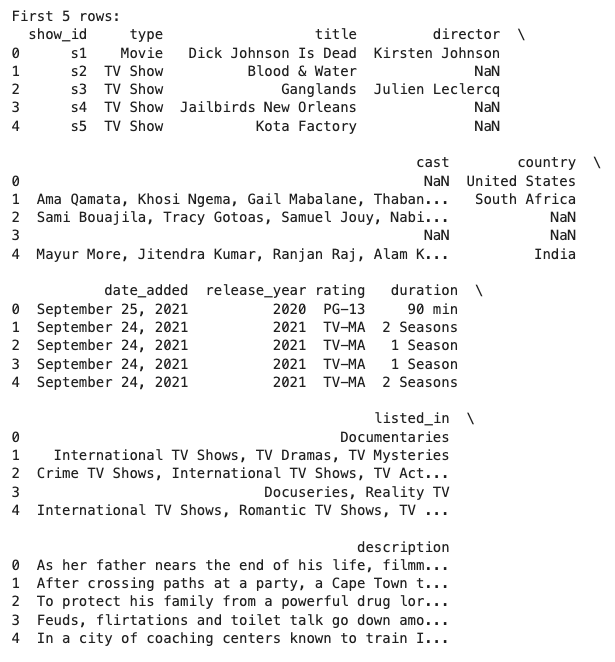 First 5 rows:
  show_id     type                 title         director  \
0      s1    Movie  Dick Johnson Is Dead  Kirsten Johnson
1      s2  TV Show         Blood & Water              NaN
2      s3  TV Show             Ganglands  Julien Leclercq
3      s4  TV Show  Jailbirds New Orleans              NaN
4      s5  TV Show          Kota Factory              NaN

                                                cast        country  \
0                                                NaN  United States
1  Ama Qamata, Khosi Ngema, Gail Mabalane, Thaban...   South Africa
2  Sami Bouajila, Tracy Gotoas, Samuel Jouy, Nabi...            NaN
3                                                NaN            NaN
4  Mayur More, Jitendra Kumar, Ranjan Raj, Alam K...          India

           date_added  release_year rating   duration  \
0  September 25, 2021          2020  PG-13     90 min
1  September 24, 2021          2021  TV-MA  2 Seasons
2  September 24, 2021          2021  TV-MA   1 Season
3  September 24, 2021          2021  TV-MA   1 Season
4  September 24, 2021          2021  TV-MA  2 Seasons

                                           listed_in  \
0                                      Documentaries
1    International TV Shows, TV Dramas, TV Mysteries
2  Crime TV Shows, International TV Shows, TV Act...
3                             Docuseries, Reality TV
4  International TV Shows, Romantic TV Shows, TV ...

                                         description
0  As her father nears the end of his life, filmm...
1  After crossing paths at a party, a Cape Town t...
2  To protect his family from a powerful drug lor...
3  Feuds, flirtations and toilet talk go down amo...
4  In a city of coaching centers known to train I...